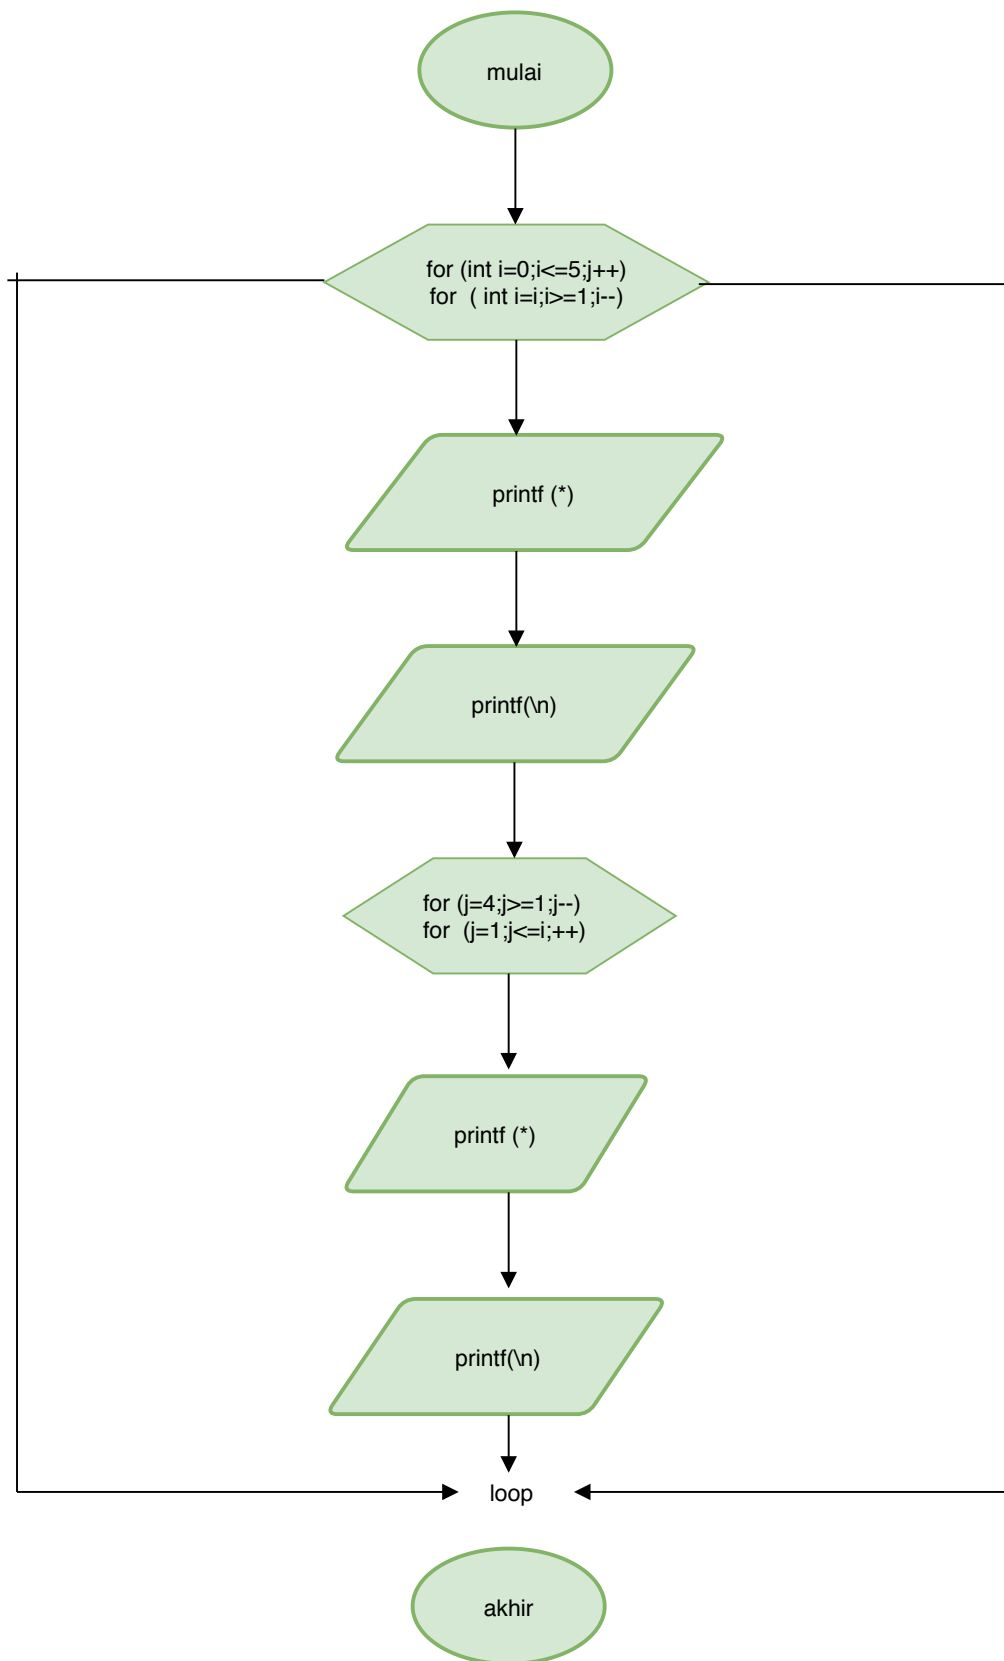 mulai
for (int i=0;i<=5;j++)
for  ( int i=i;i>=1;i--)
printf (*)
printf(\n)
for (j=4;j>=1;j--)
for  (j=1;j<=i;++)
printf (*)
printf(\n)
loop
akhir